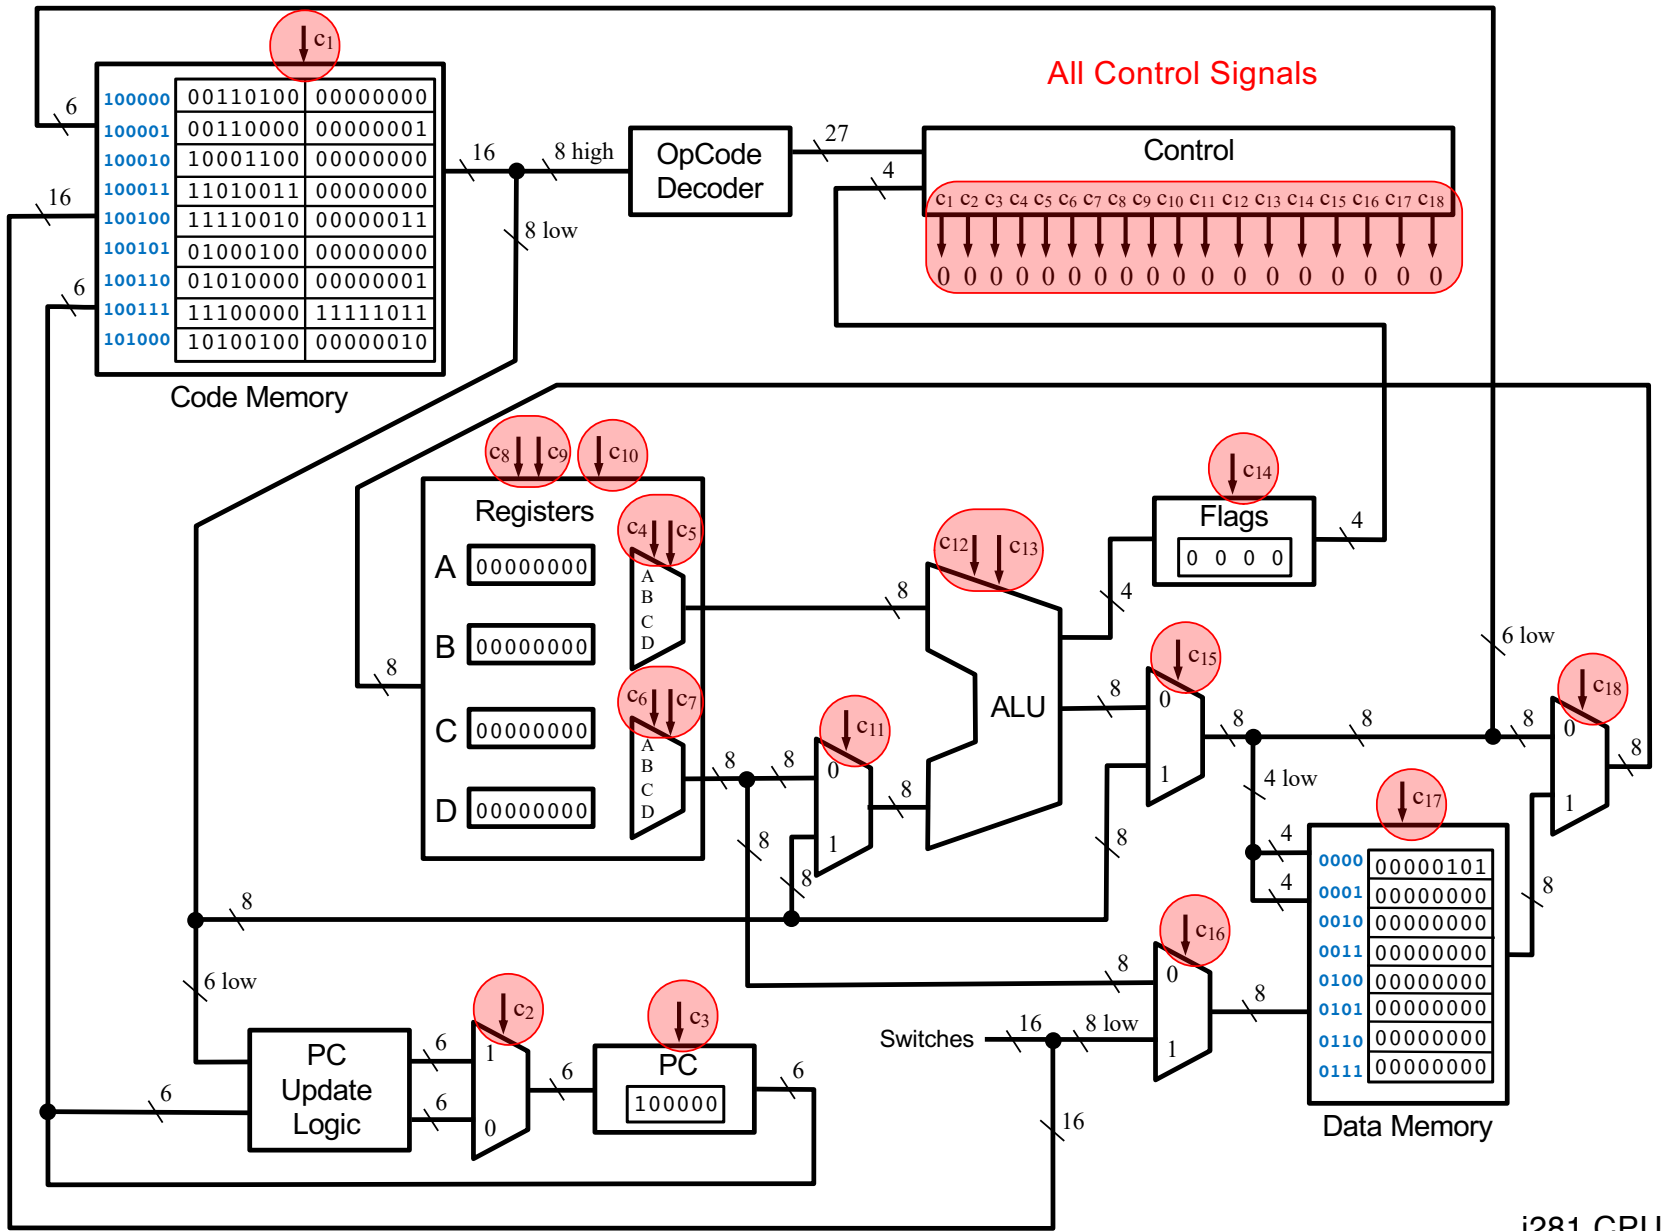 c1
All Control Signals
100000 00110100 00000000
100001 00110000 00000001
100010 10001100 00000000
100011 11010011 00000000
100100 11110010 00000011
100101 01000100 00000000
100110 01010000 00000001
100111 11100000 11111011
101000 10100100 00000010
Code Memory
6
16
6
16
8 high
8 low
OpCode
Decoder
27
4
Control
c1 c2 c3 c4 c5 c6 c7 c8 c9 c10 c11 c12 c13 c14 c15 c16 c17 c18
0 0 0 0 0 0 0 0 0 0 0 0 0 0 0 0 0 0
c8 c9 c10
Registers
A 00000000
B 00000000
C 00000000
D 00000000
8
c4 c5
A
B
C
D
c6 c7
A
B
C
D
8
8
8
8
c11
0
1
8
8
c12 c13
ALU
4
8
c14
Flags
0 0 0 0
4
c15
0
1
8
8
8
6 low
8
c18
0
1
8
4 low
4
4
c17
0000 00000101
0001 00000000
0010 00000000
0011 00000000
0100 00000000
0101 00000000
0110 00000000
0111 00000000
Data Memory
8
8
8
c16
0
1
8
Switches
16
8 low
16
6 low
6
PC
Update
Logic
6
6
c2
1
0
6
c3
PC
100000
6
i281 CPU